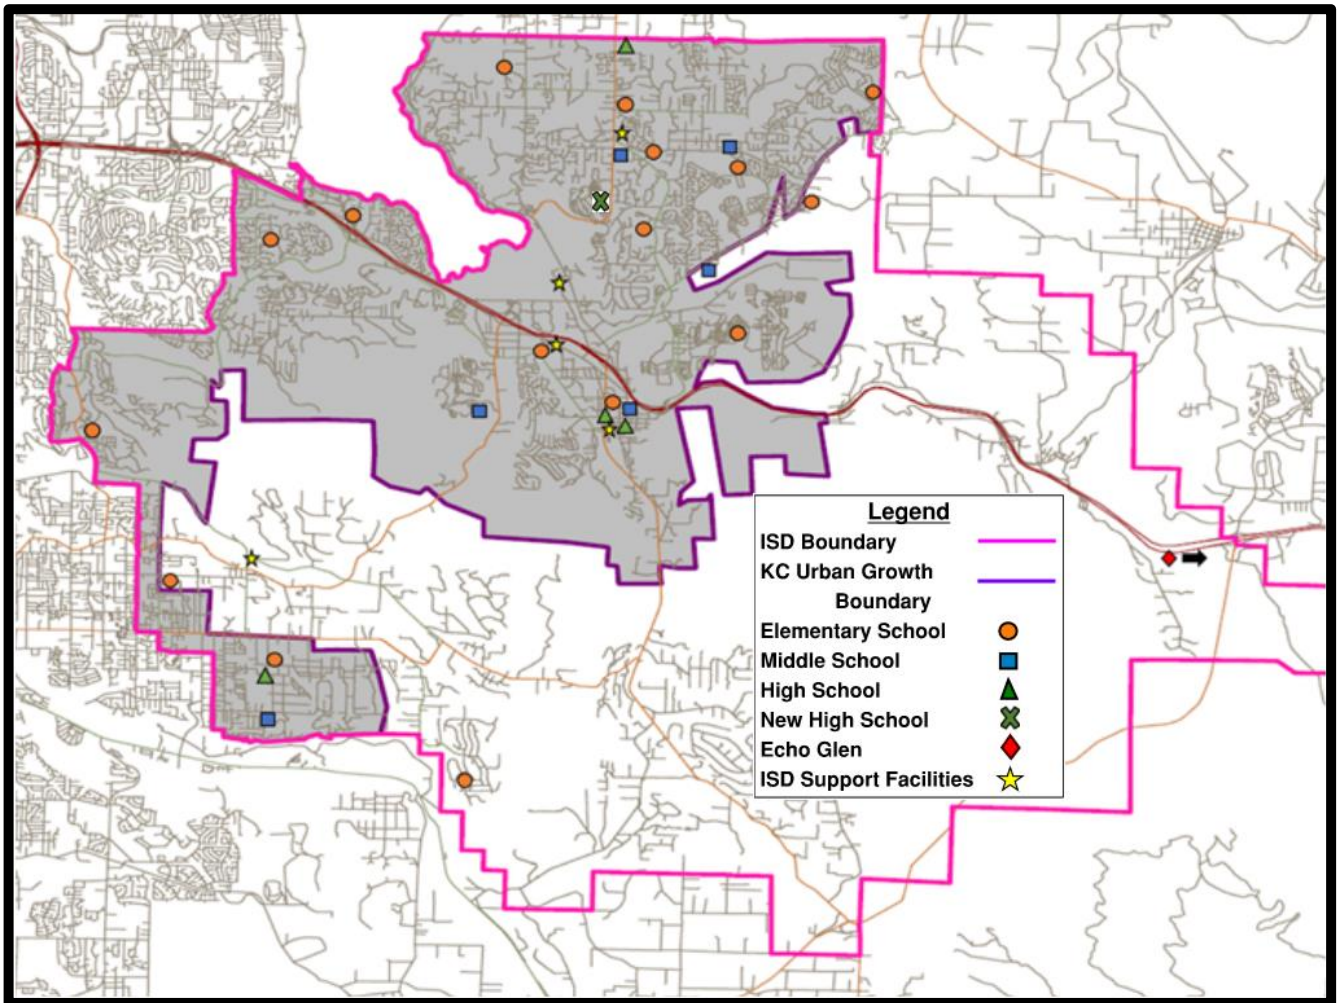 Legend
ISD Boundary
KC Urban Growth
Boundary
Elementary School
Middle School
High School
New High School
Echo Glen
ISD Support Facilities